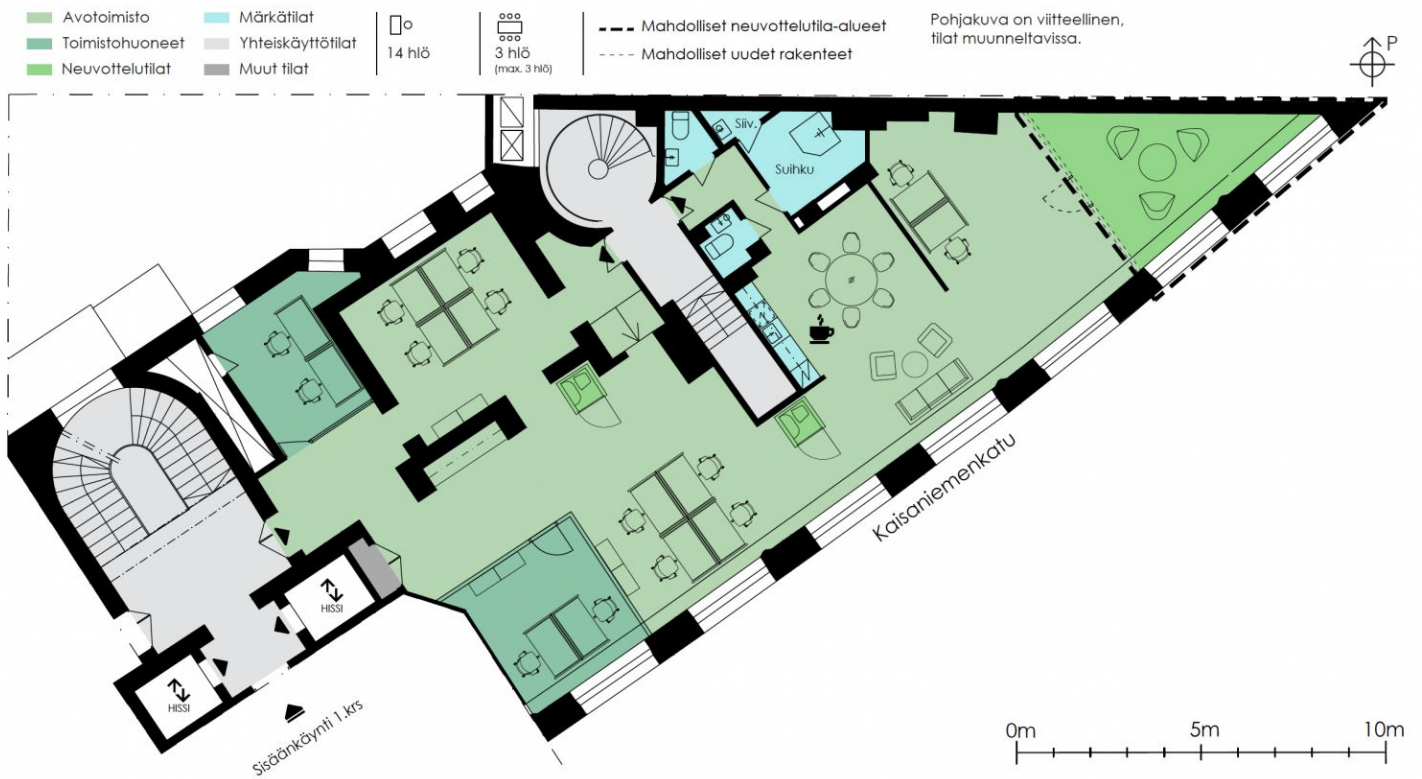 Avotoimisto
Toimistohuoneet
Neuvottelutilat
Märkätilat
Yhteiskäyttötilat
Muut tilat
14 hlö
3 hlö
(max. 3 hlö)
Mahdolliset neuvottelutila-alueet
Mahdolliset uudet rakenteet
Pohjakuva on viitteellinen,
tilat muunneltavissa.
P
Siiv.
Suihku
Kaisaniemenkatu
HISSI
HISSI
Sisäänkäynti 1.krs
0m 5m 10m